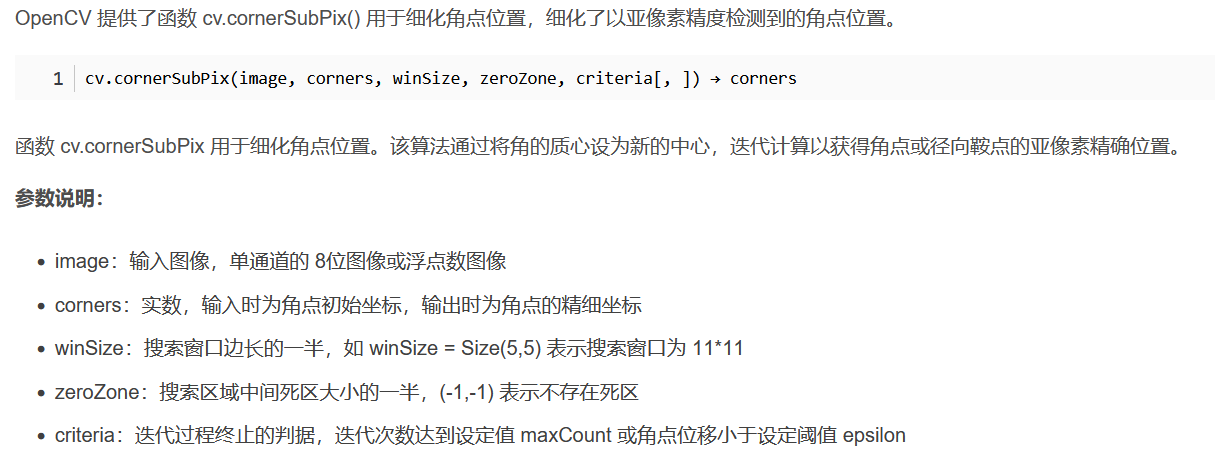 OpenCV 提供了函数 cv.cornerSubPix() 用于细化角点位置，细化了以亚像素精度检测到的角点位置。
1 cv.cornerSubPix(image, corners, winSize, zeroZone, criteria[, ]) → corners
函数 cv.cornerSubPix 用于细化角点位置。该算法通过将角的质心设为新的中心，迭代计算以获得角点或径向鞍点的亚像素精确位置。
参数说明：
• image：输入图像，单通道的 8位图像或浮点数图像
• corners：实数，输入时为角点初始坐标，输出时为角点的精细坐标
• winSize：搜索窗口边长的一半，如 winSize = Size(5,5) 表示搜索窗口为 11*11
• zeroZone：搜索区域中间死区大小的一半，(-1,-1) 表示不存在死区
• criteria：迭代过程终止的判据，迭代次数达到设定值 maxCount 或角点位移小于设定阈值 epsilon